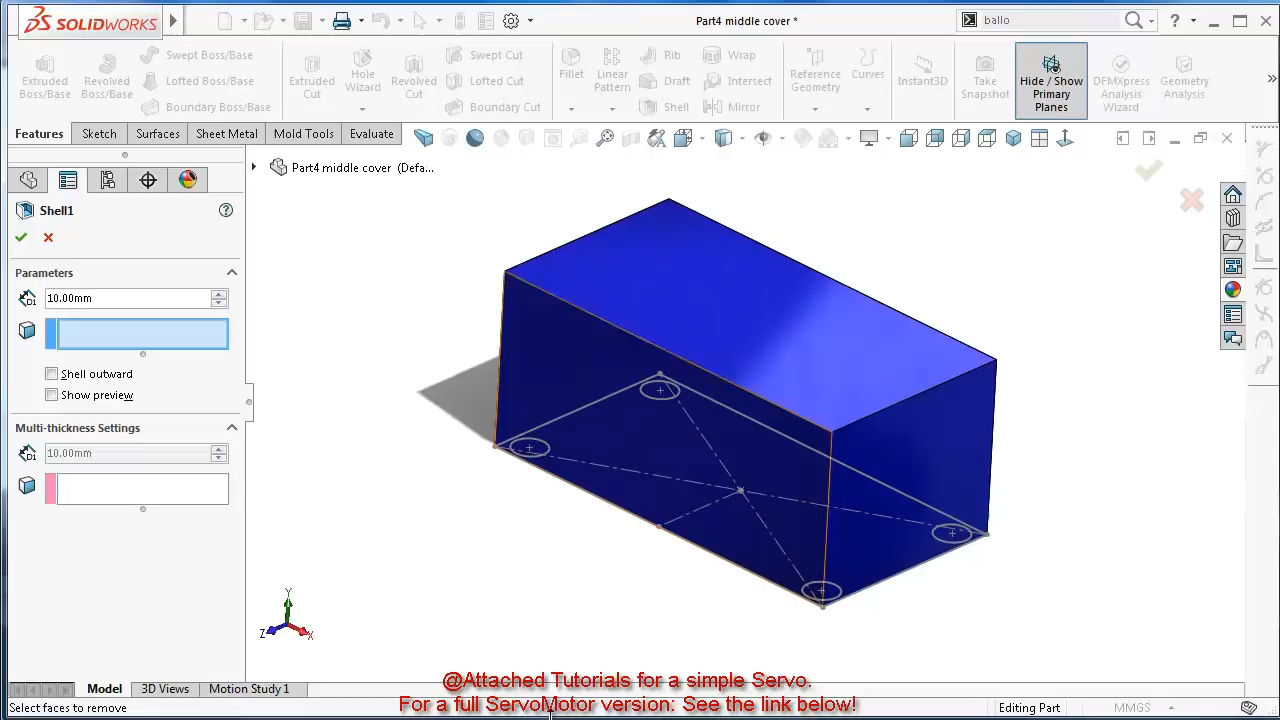 SOLIDWORKS
Part4 middle cover *
ballo
Extruded Boss/Base
Revolved Boss/Base
Swept Boss/Base
Lofted Boss/Base
Boundary Boss/Base
Extruded Cut
Hole Wizard
Revolved Cut
Swept Cut
Lofted Cut
Boundary Cut
Fillet
Linear Pattern
Rib
Draft
Shell
Wrap
Intersect
Mirror
Reference Geometry
Curves
Instant3D
Take Snapshot
Hide / Show Primary Planes
DFMXpress Analysis Wizard
Geometry Analysis
Features
Sketch
Surfaces
Sheet Metal
Mold Tools
Evaluate
Part4 middle cover (Defa...
Shell1
Parameters
10.00mm
Shell outward
Show preview
Multi-thickness Settings
10.00mm
Y
Z
X
Model
3D Views
Motion Study 1
@Attached Tutorials for a simple Servo.
For a full ServoMotor version: See the link below!
Select faces to remove
Editing Part
MMGS